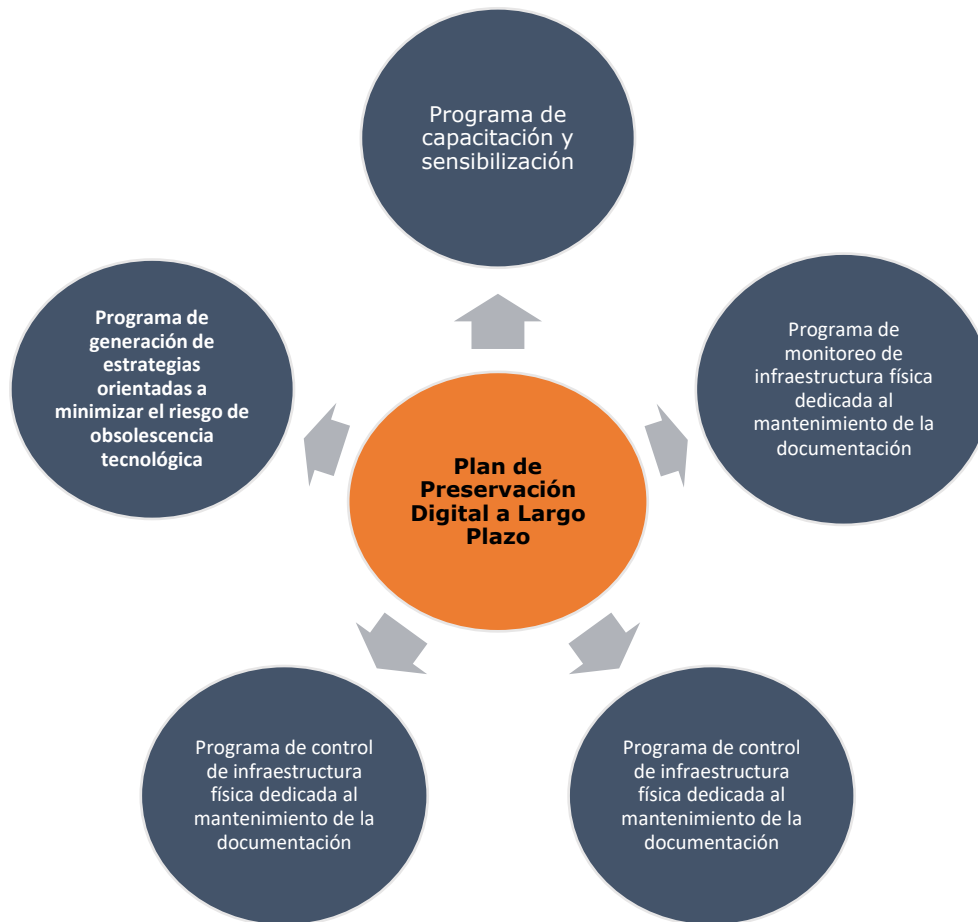 Programa de
capacitación y
sensibilización
Programa de
generación de
estrategias
orientadas a
minimizar el riesgo de
obsolescencia
tecnológica
Programa de
monitoreo de
infraestructura física
dedicada al
mantenimiento de la
documentación
Plan de
Preservación
Digital a Largo
Plazo
Programa de control
de infraestructura
física dedicada al
mantenimiento de la
documentación
Programa de control
de infraestructura
física dedicada al
mantenimiento de la
documentación